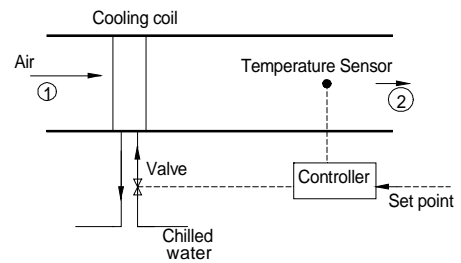 Cooling coil
Air
1
Temperature Sensor
2
Valve
Controller
Set point
Chilled
water